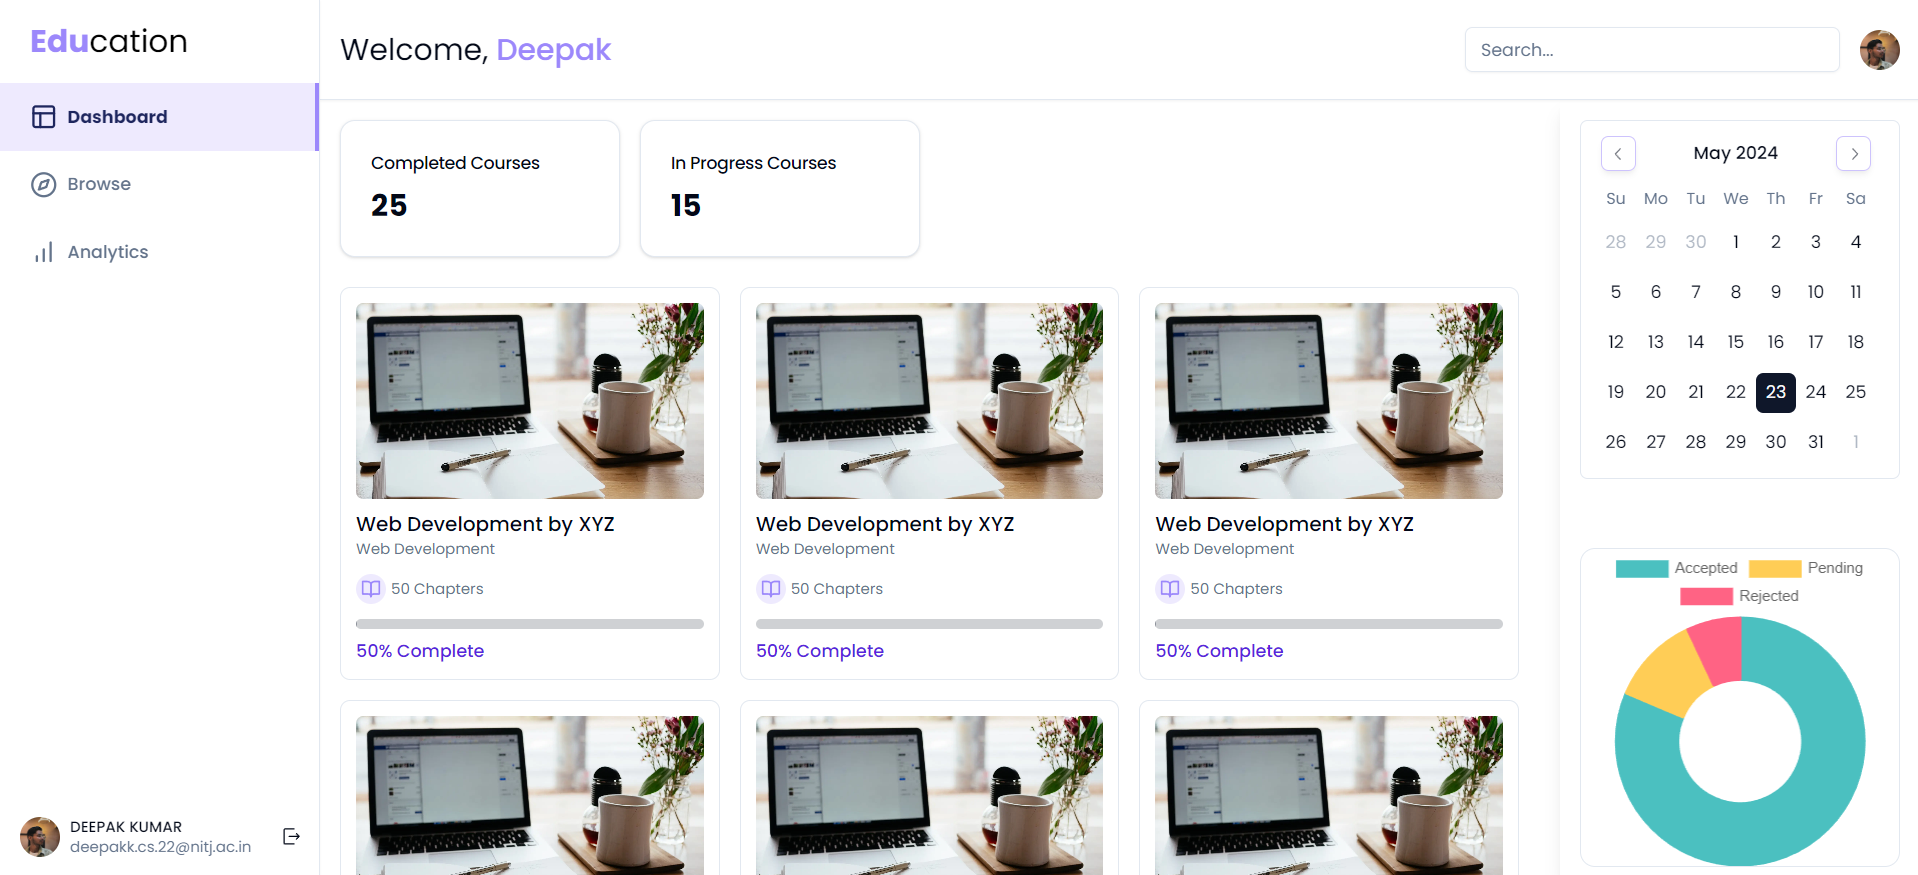 Education
Dashboard
Browse
Analytics
DEEPAK KUMAR
deepakk.cs.22@nitj.ac.in
Welcome, Deepak
Search...
Completed Courses
25
In Progress Courses
15
Web Development by XYZ
Web Development
50 Chapters
50% Complete
Web Development by XYZ
Web Development
50 Chapters
50% Complete
Web Development by XYZ
Web Development
50 Chapters
50% Complete
May 2024
Su Mo Tu We Th Fr Sa
28 29 30 1 2 3 4
5 6 7 8 9 10 11
12 13 14 15 16 17 18
19 20 21 22 23 24 25
26 27 28 29 30 31 1
Accepted Pending
Rejected